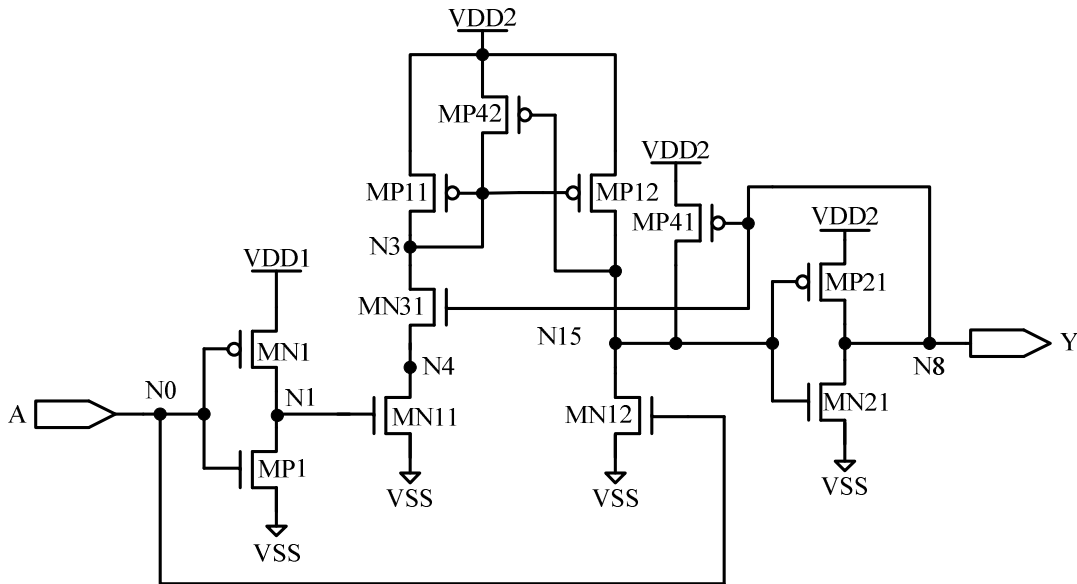 VDD2
MP42
VDD2
MP11
MP12
MP41
VDD2
N3
VDD1
MP21
MN31
N15
Y
MN1
N4
N8
N0
N1
MN21
A
MN11
MN12
MP1
VSS
VSS
VSS
VSS